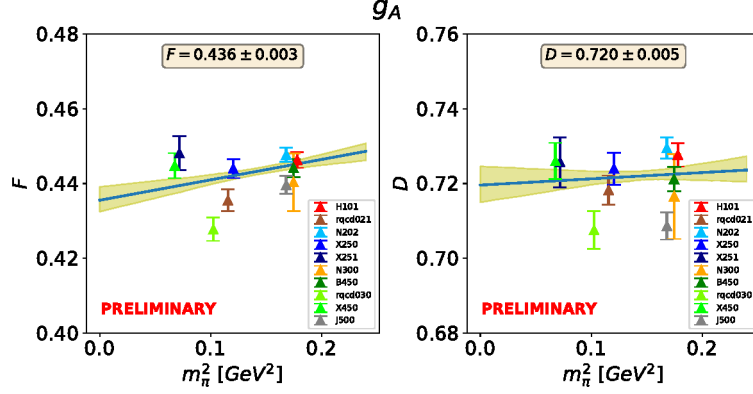 g_A
F = 0.436 ± 0.003
F
0.48
0.46
0.44
0.42
0.40
0.0
0.1
0.2
m_π^2 [GeV^2]
PRELIMINARY
H101
rqcd021
N202
X250
X251
N300
B450
rqcd030
X450
J500
D = 0.720 ± 0.005
D
0.76
0.74
0.72
0.70
0.68
0.0
0.1
0.2
m_π^2 [GeV^2]
PRELIMINARY
H101
rqcd021
N202
X250
X251
N300
B450
rqcd030
X450
J500